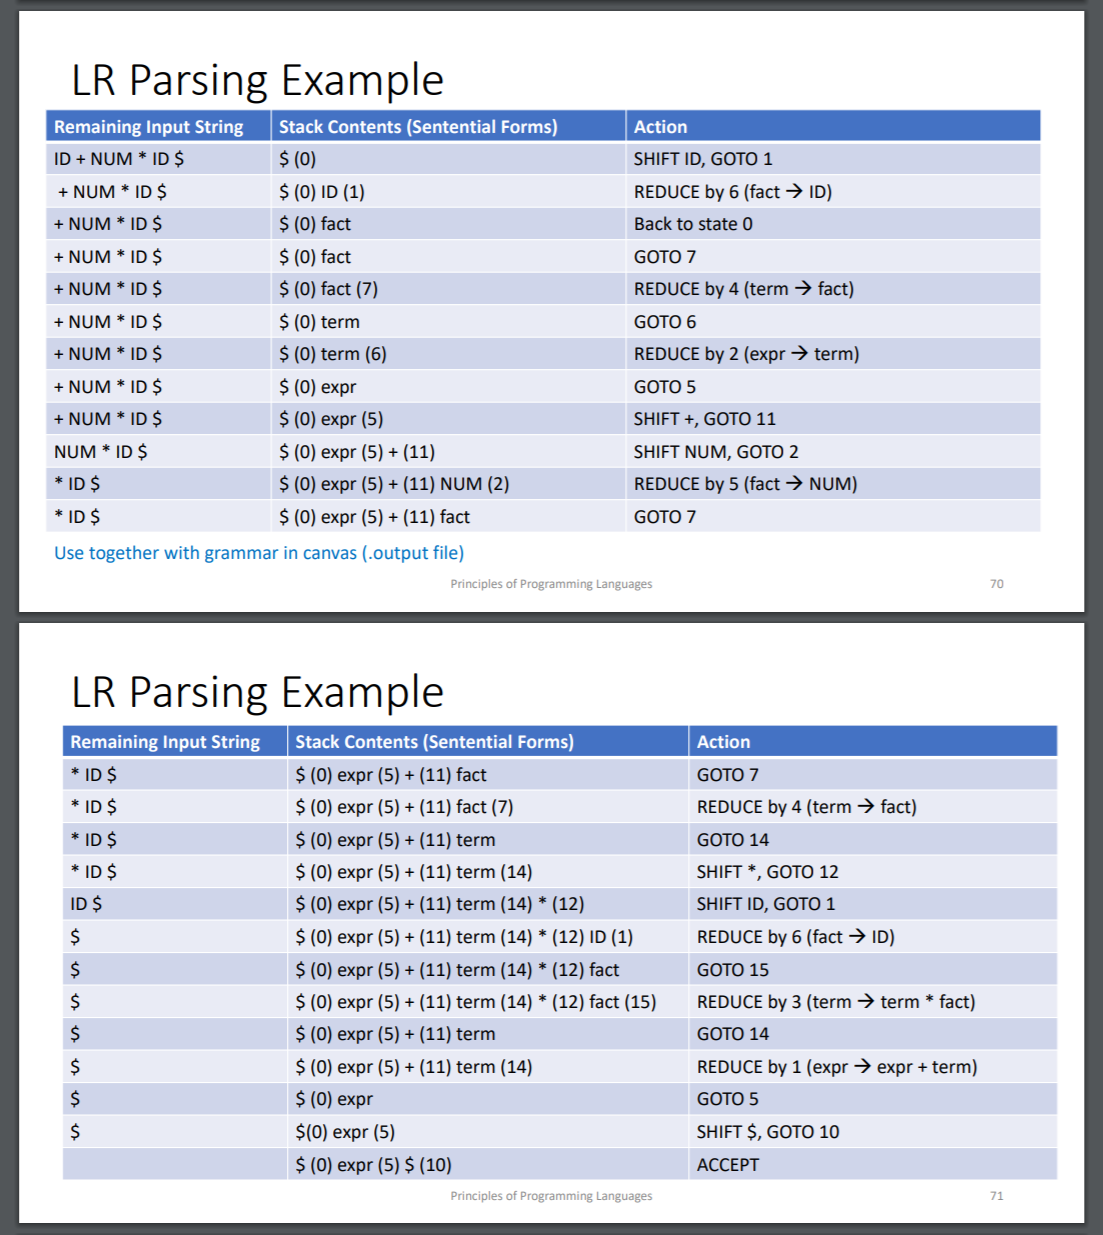 LR Parsing Example
Remaining Input String Stack Contents (Sentential Forms) Action
ID + NUM * ID $ $ (0) SHIFT ID, GOTO 1
+ NUM * ID $ $ (0) ID (1) REDUCE by 6 (fact → ID)
+ NUM * ID $ $ (0) fact Back to state 0
+ NUM * ID $ $ (0) fact GOTO 7
+ NUM * ID $ $ (0) fact (7) REDUCE by 4 (term → fact)
+ NUM * ID $ $ (0) term GOTO 6
+ NUM * ID $ $ (0) term (6) REDUCE by 2 (expr → term)
+ NUM * ID $ $ (0) expr GOTO 5
+ NUM * ID $ $ (0) expr (5) SHIFT +, GOTO 11
NUM * ID $ $ (0) expr (5) + (11) SHIFT NUM, GOTO 2
* ID $ $ (0) expr (5) + (11) NUM (2) REDUCE by 5 (fact → NUM)
* ID $ $ (0) expr (5) + (11) fact GOTO 7
Use together with grammar in canvas (.output file)
Principles of Programming Languages 70
LR Parsing Example
Remaining Input String Stack Contents (Sentential Forms) Action
* ID $ $ (0) expr (5) + (11) fact GOTO 7
* ID $ $ (0) expr (5) + (11) fact (7) REDUCE by 4 (term → fact)
* ID $ $ (0) expr (5) + (11) term GOTO 14
* ID $ $ (0) expr (5) + (11) term (14) SHIFT *, GOTO 12
ID $ $ (0) expr (5) + (11) term (14) * (12) SHIFT ID, GOTO 1
$ $ (0) expr (5) + (11) term (14) * (12) ID (1) REDUCE by 6 (fact → ID)
$ $ (0) expr (5) + (11) term (14) * (12) fact GOTO 15
$ $ (0) expr (5) + (11) term (14) * (12) fact (15) REDUCE by 3 (term → term * fact)
$ $ (0) expr (5) + (11) term GOTO 14
$ $ (0) expr (5) + (11) term (14) REDUCE by 1 (expr → expr + term)
$ $ (0) expr GOTO 5
$ $(0) expr (5) SHIFT $, GOTO 10
$ (0) expr (5) $ (10) ACCEPT
Principles of Programming Languages 71